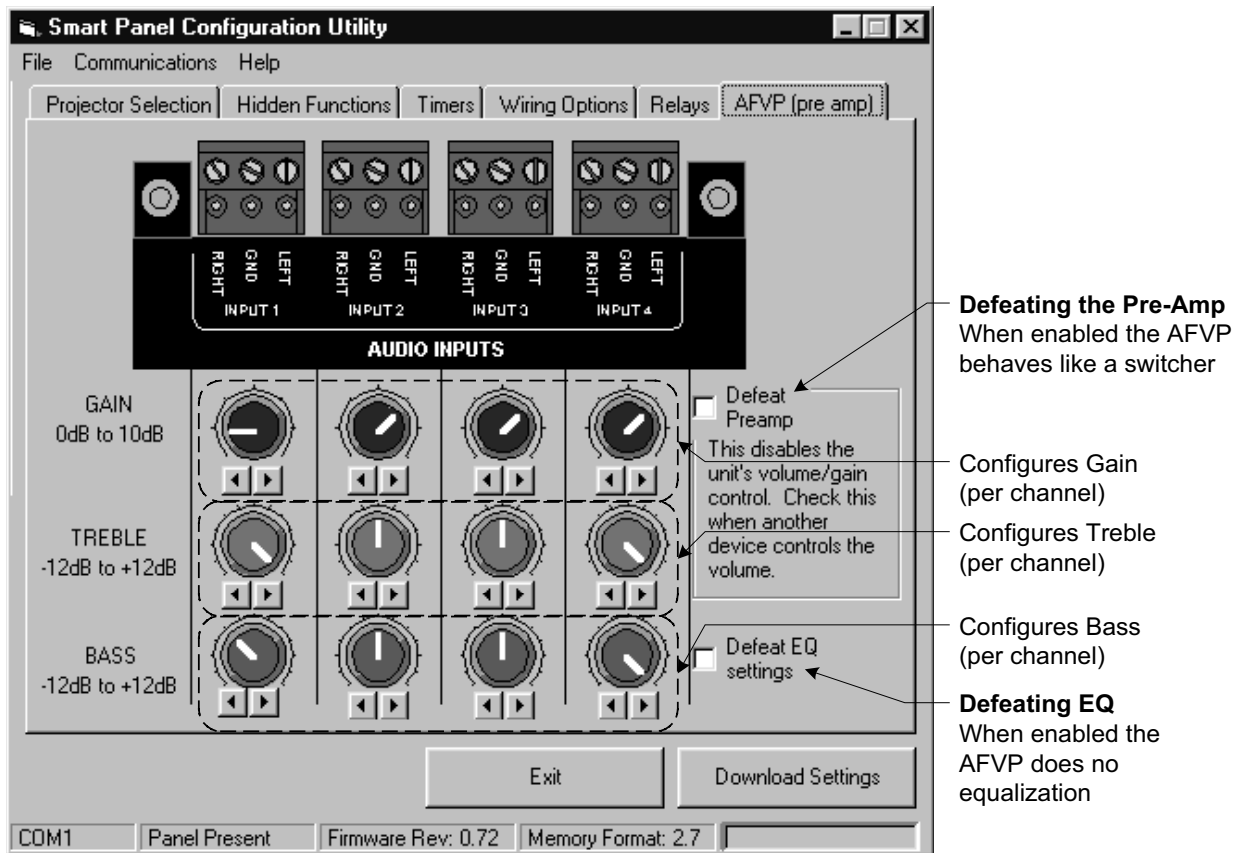 Smart Panel Configuration Utility
File Communications Help
Projector Selection Hidden Functions Timers Wiring Options Relays AFVP (pre amp)
RIGHT GND LEFT RIGHT GND LEFT RIGHT GND LEFT RIGHT GND LEFT
INPUT 1 INPUT 2 INPUT 3 INPUT 4
AUDIO INPUTS
GAIN
0dB to 10dB
TREBLE
-12dB to +12dB
BASS
-12dB to +12dB
Defeat
Preamp
This disables the
unit's volume/gain
control. Check this
when another
device controls the
volume.
Defeat EQ
settings
Exit
Download Settings
COM1 Panel Present Firmware Rev: 0.72 Memory Format: 2.7
Defeating the Pre-Amp
When enabled the AFVP
behaves like a switcher
Configures Gain
(per channel)
Configures Treble
(per channel)
Configures Bass
(per channel)
Defeating EQ
When enabled the
AFVP does no
equalization